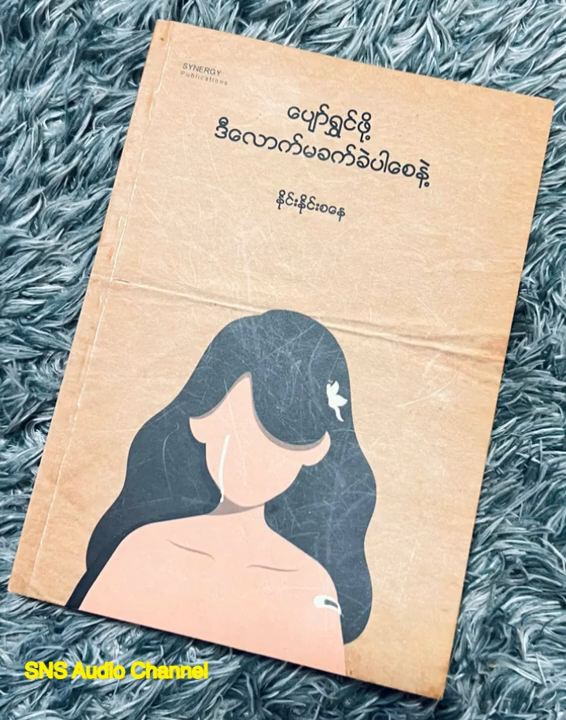 SYNERGY
Publications
ပျော်ရွှင်ဖို့
ဒီလောက်မခက်ခဲပါစေနဲ့
နိုင်းနိုင်းစနေ
SNS Audio Channel